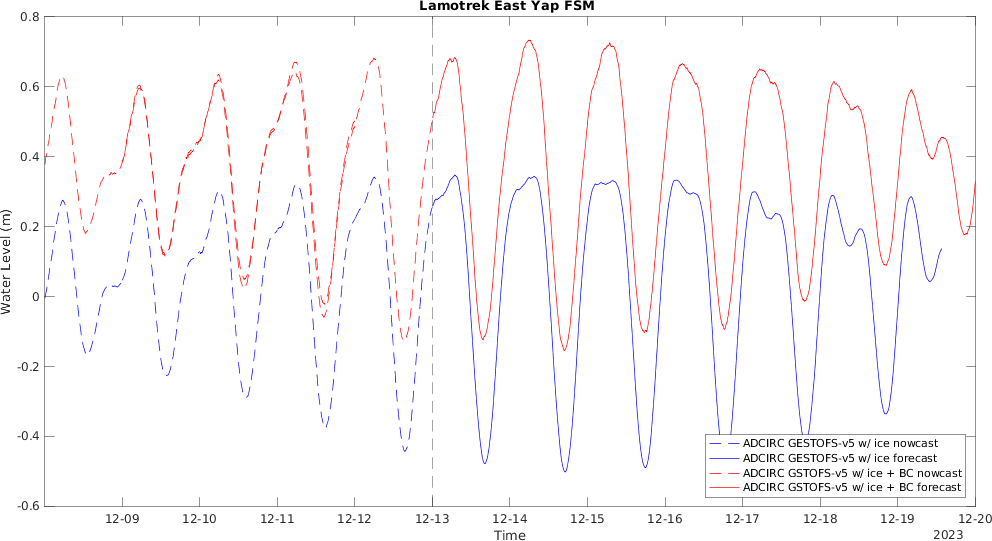 Lamotrek East Yap FSM
0.8
0.6
0.4
0.2
0
-0.2
-0.4
-0.6
Water Level (m)
ADCIRC GESTOFS-v5 w/ ice nowcast
ADCIRC GESTOFS-v5 w/ ice forecast
ADCIRC GSTOFS-v5 w/ ice + BC nowcast
ADCIRC GSTOFS-v5 w/ ice + BC forecast
12-09 12-10 12-11 12-12 12-13 12-14 12-15 12-16 12-17 12-18 12-19 12-20
Time
2023